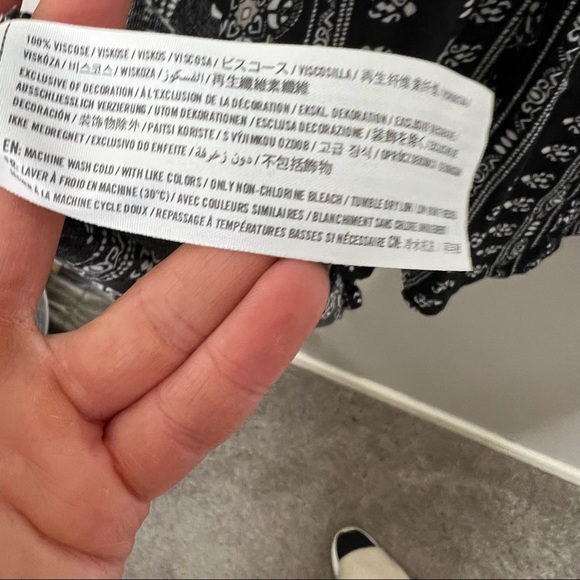 100% VISCOSE / VISKOSE / VISKOS / VISCOSA / ビスコース / VISCOSILLA / 再生纤维素纤维
VISKÓZA / 비스코스 / WISKOZA / الفسكوز / 再生纖維素纖維
EXCLUSIVE OF DECORATION / À L'EXCLUSION DE LA DÉCORATION / EKSKL. DEKORATION /
AUSSCHLIESSLICH VERZIERUNG / UTOM DEKORATIONEN / ESCLUSA DECORAZIONE / 装飾を除く
DECORACIÓN / 装饰物除外 / PAITSI KORISTE / S VÝJIMKOU OZDOB / 고급 장식 /
IKKE MEDREGNET / EXCLUSIVO DO ENFEITE / دون زخرفة / 不包括飾物
EN: MACHINE WASH COLD / WITH LIKE COLORS / ONLY NON-CHLORINE BLEACH / TUMBLE DRY LOW /
LAVER À FROID EN MACHINE (30°C) / AVEC COULEURS SIMILAIRES / BLANCHIMENT SANS CHLORE
À LA MACHINE CYCLE DOUX / REPASSAGE À TEMPÉRATURES BASSES SI NÉCESSAIRE CN: